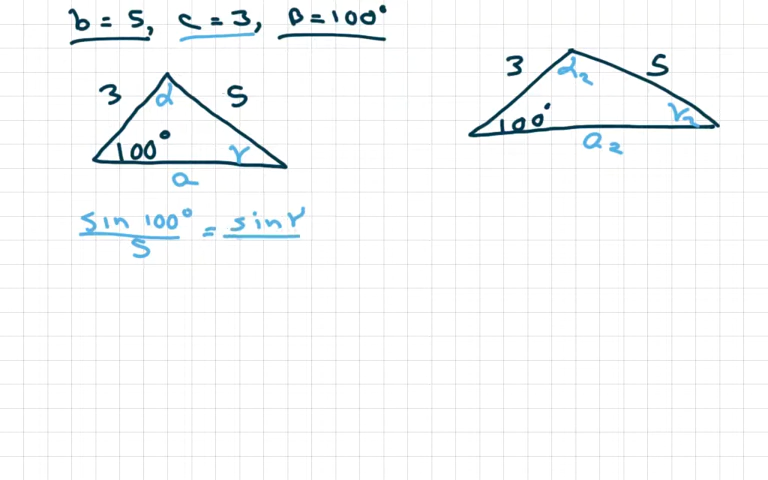 b = 5, c = 3, β = 100°
3 α 5
100° γ
a
3 α₂ 5
100° γ₂
a₂
sin 100° / 5 = sin γ /